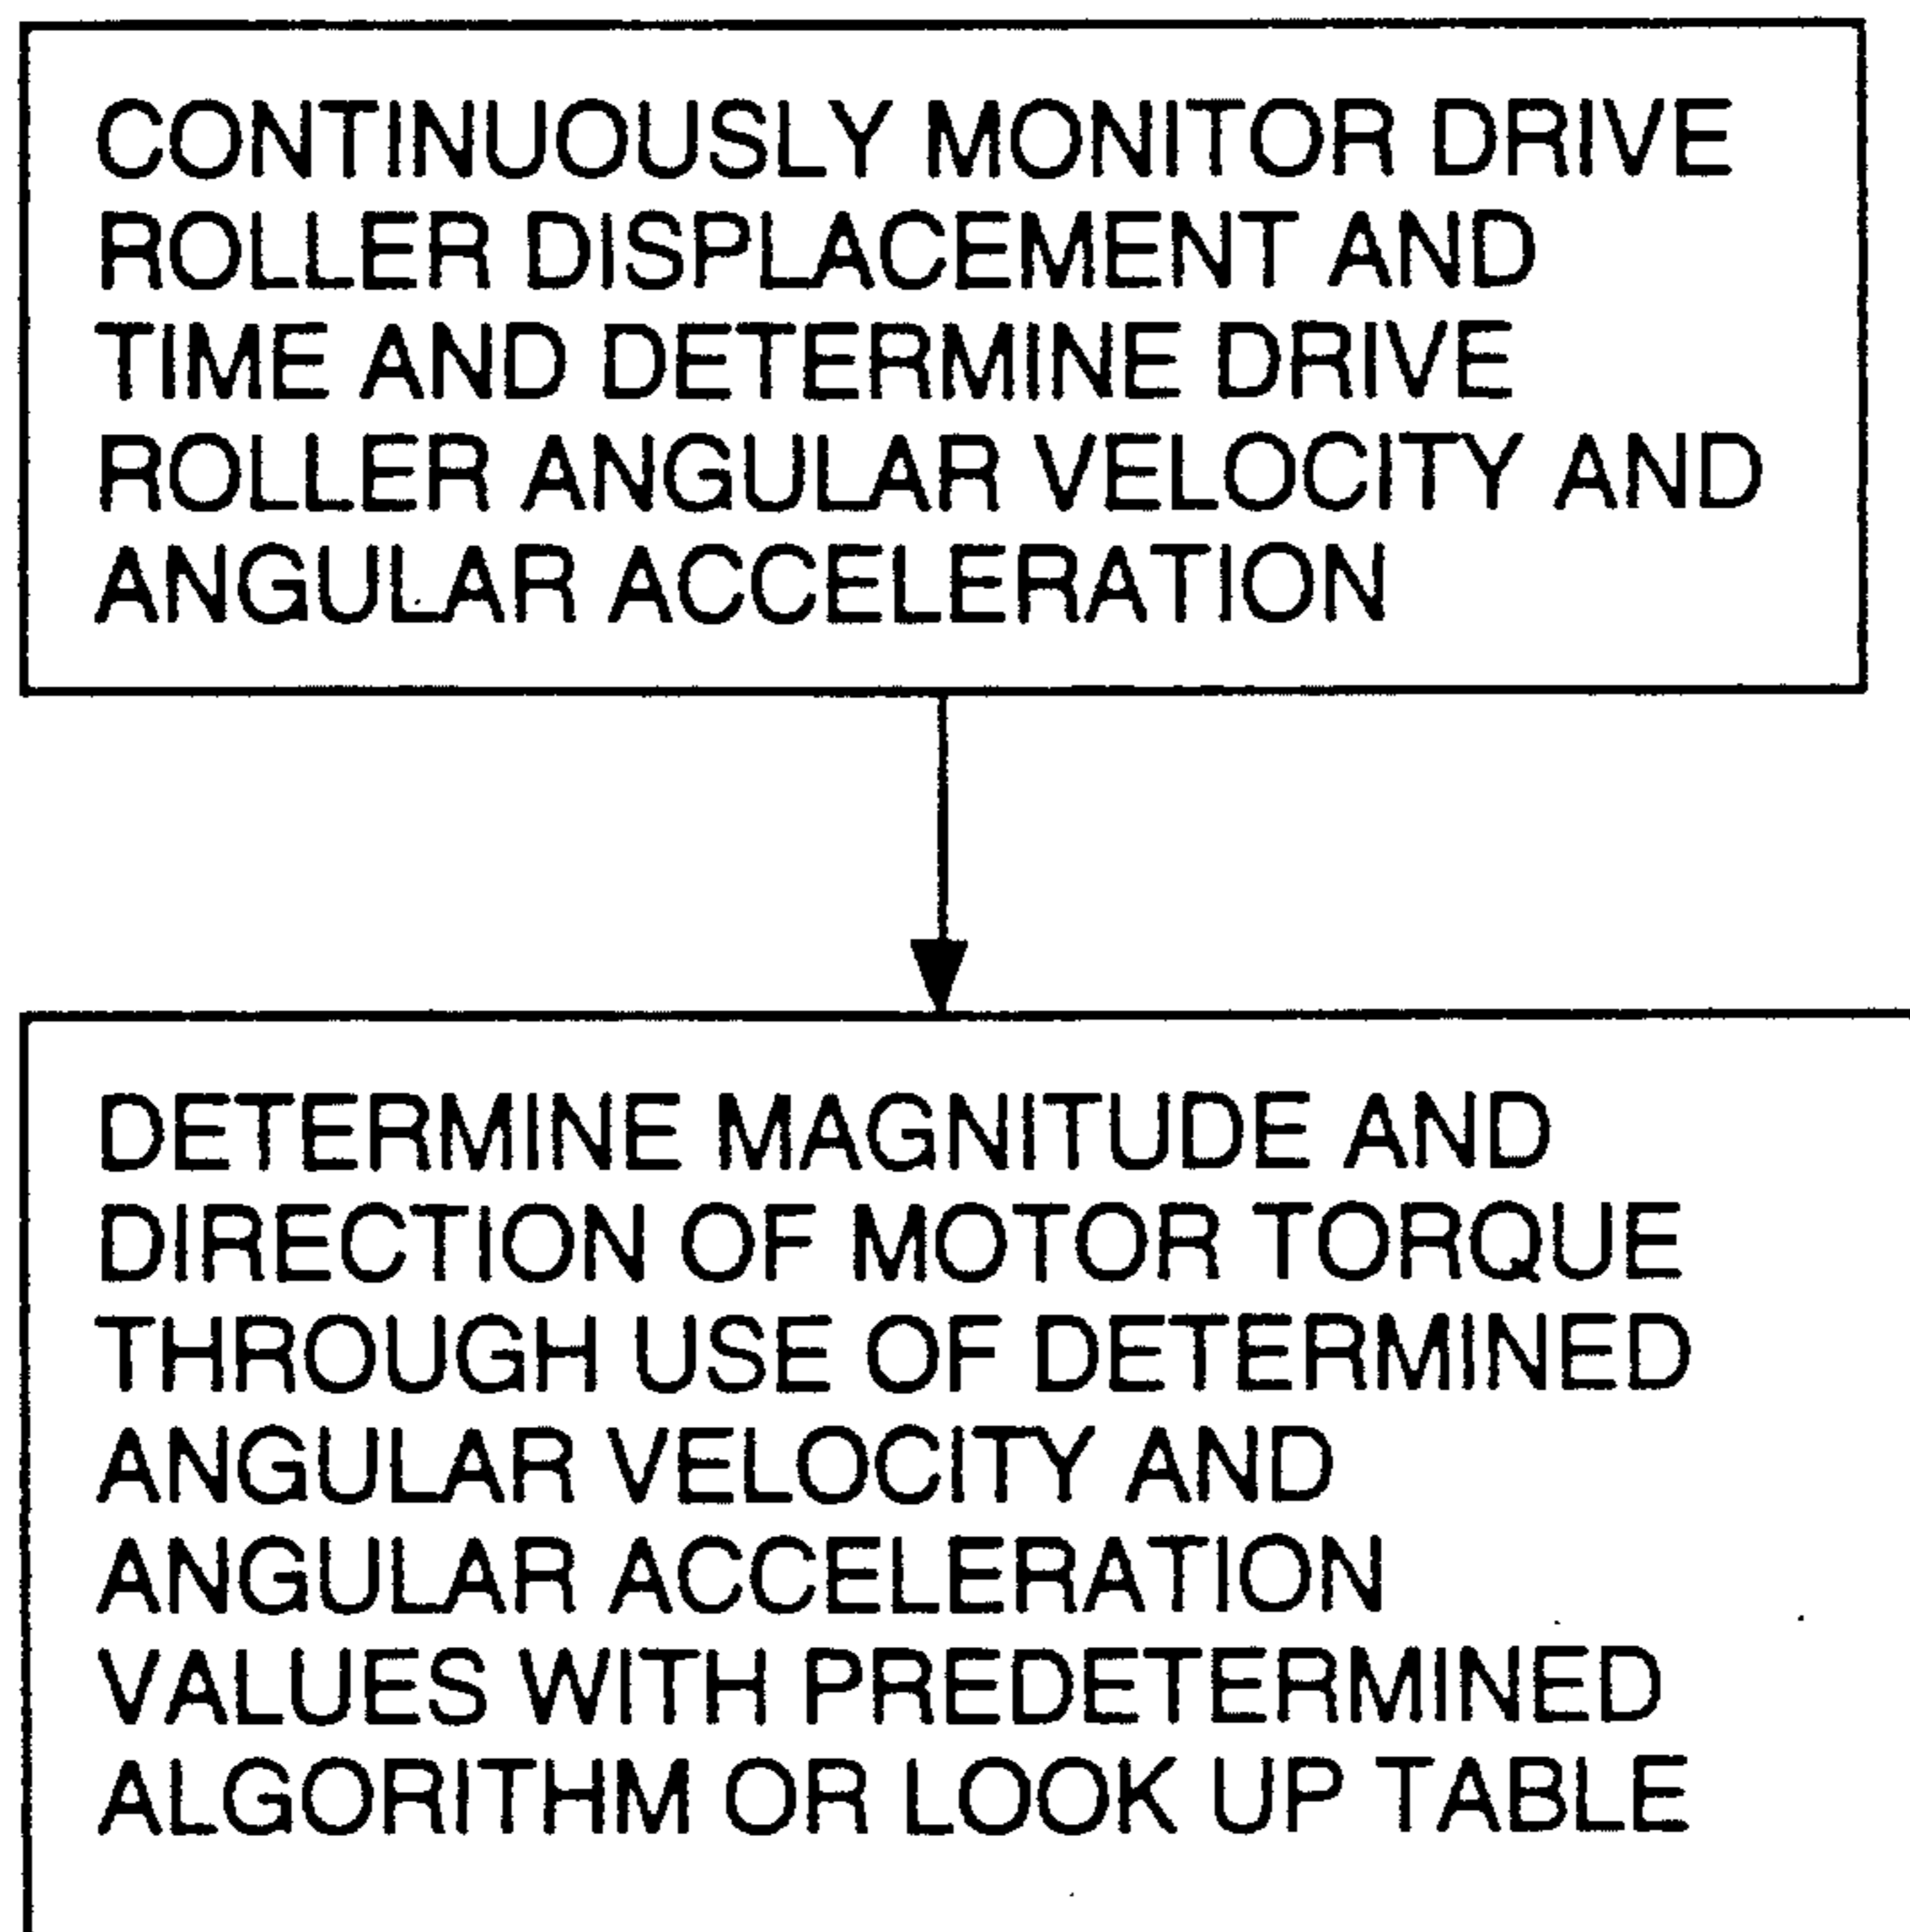 CONTINUOUSLY MONITOR DRIVE
ROLLER DISPLACEMENT AND
TIME AND DETERMINE DRIVE
ROLLER ANGULAR VELOCITY AND
ANGULAR ACCELERATION
DETERMINE MAGNITUDE AND
DIRECTION OF MOTOR TORQUE
THROUGH USE OF DETERMINED
ANGULAR VELOCITY AND
ANGULAR ACCELERATION
VALUES WITH PREDETERMINED
ALGORITHM OR LOOK UP TABLE